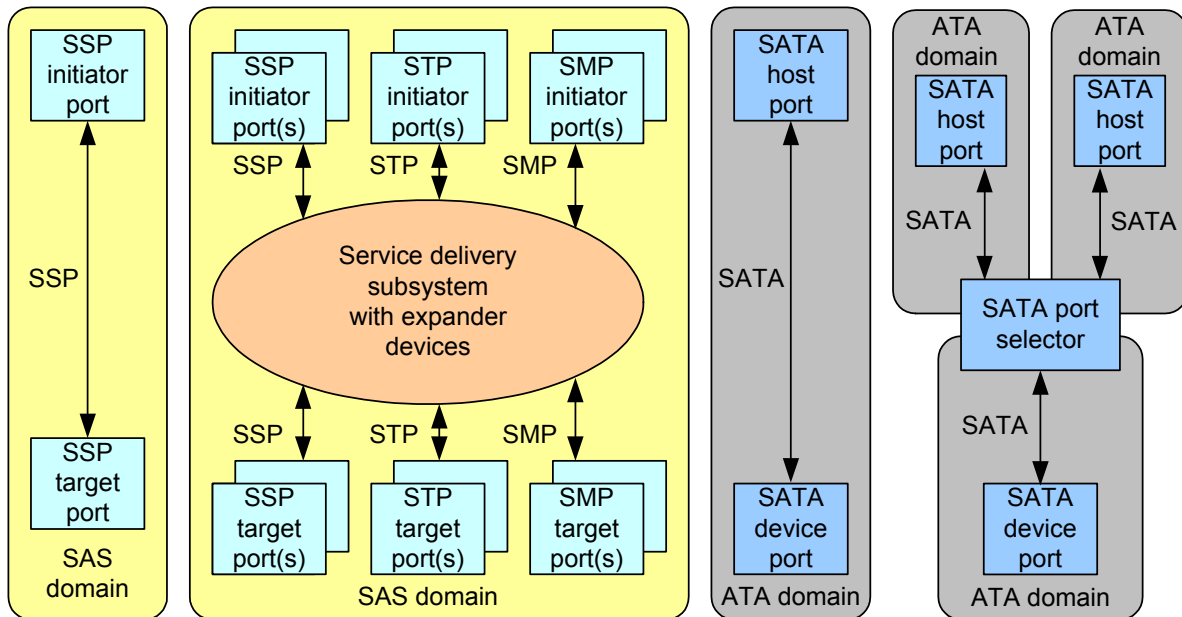 SSP
initiator
port
SSP
SSP
target
port
SAS
domain
SSP
initiator
port(s)
STP
initiator
port(s)
SMP
initiator
port(s)
SSP
STP
SMP
Service delivery
subsystem
with expander
devices
SSP
STP
SMP
SSP
target
port(s)
STP
target
port(s)
SMP
target
port(s)
SAS domain
SATA
host
port
SATA
SATA
device
port
ATA domain
ATA
domain
SATA
host
port
SATA
ATA
domain
SATA
host
port
SATA
SATA port
selector
SATA
SATA
device
port
ATA domain